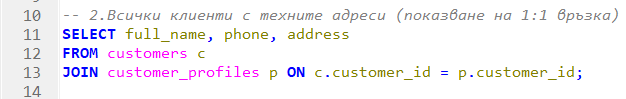 10 -- 2.Всички клиенти с техните адреси (показване на 1:1 връзка)
11 SELECT full_name, phone, address
12 FROM customers c
13 JOIN customer_profiles p ON c.customer_id = p.customer_id;
14